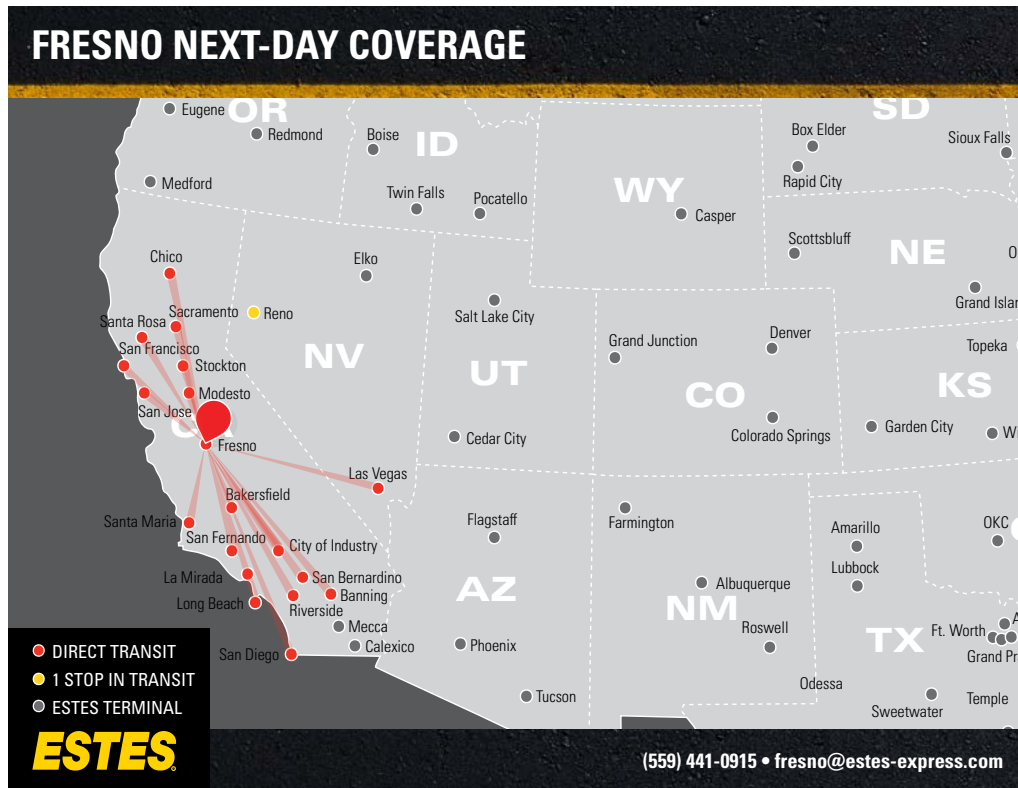 FRESNO NEXT-DAY COVERAGE
Eugene
OR
Redmond
Boise
ID
SD
Box Elder
Sioux Falls
Medford
Rapid City
Twin Falls
Pocatello
WY
Casper
Chico
Elko
Scottsbluff
NE
Grand Islan
Santa Rosa
Sacramento
Reno
Salt Lake City
San Francisco
Stockton
NV
UT
Grand Junction
Denver
Topeka
Modesto
CO
KS
San Jose
CA
Fresno
Cedar City
Colorado Springs
Garden City
Las Vegas
Bakersfield
Santa Maria
San Fernando
City of Industry
Flagstaff
Farmington
Amarillo
OKC
La Mirada
San Bernardino
Long Beach
Banning
Riverside
AZ
Albuquerque
NM
Lubbock
Mecca
Calexico
San Diego
Phoenix
Roswell
TX
Ft. Worth
Grand Pr
Tucson
Odessa
Sweetwater
Temple
DIRECT TRANSIT
1 STOP IN TRANSIT
ESTES TERMINAL
ESTES
(559) 441-0915 • fresno@estes-express.com